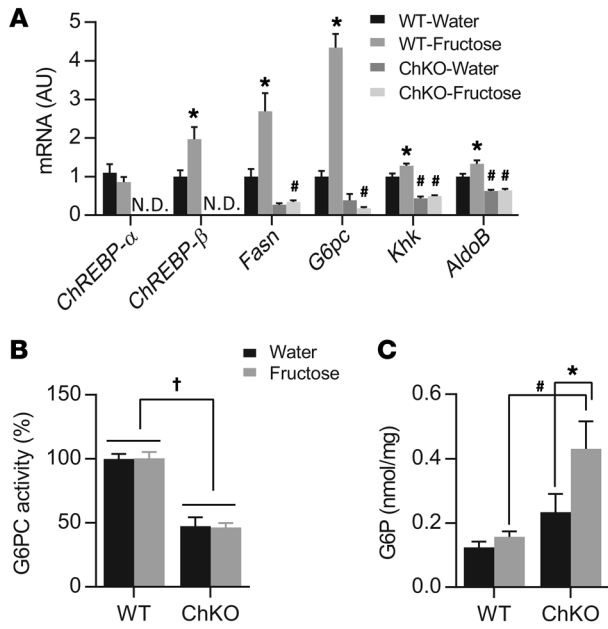 A
mRNA (AU)
5
4
3
2
1
0
WT-Water
WT-Fructose
ChKO-Water
ChKO-Fructose
*
*
*
*
*
N.D.
N.D.
#
#
# #
# #
ChREBP-α
ChREBP-β
Fasn
G6pc
Khk
AldoB
B
Water
Fructose
G6PC activity (%)
150
100
50
0
†
WT
ChKO
C
G6P (nmol/mg)
0.6
0.4
0.2
0.0
#
*
WT
ChKO